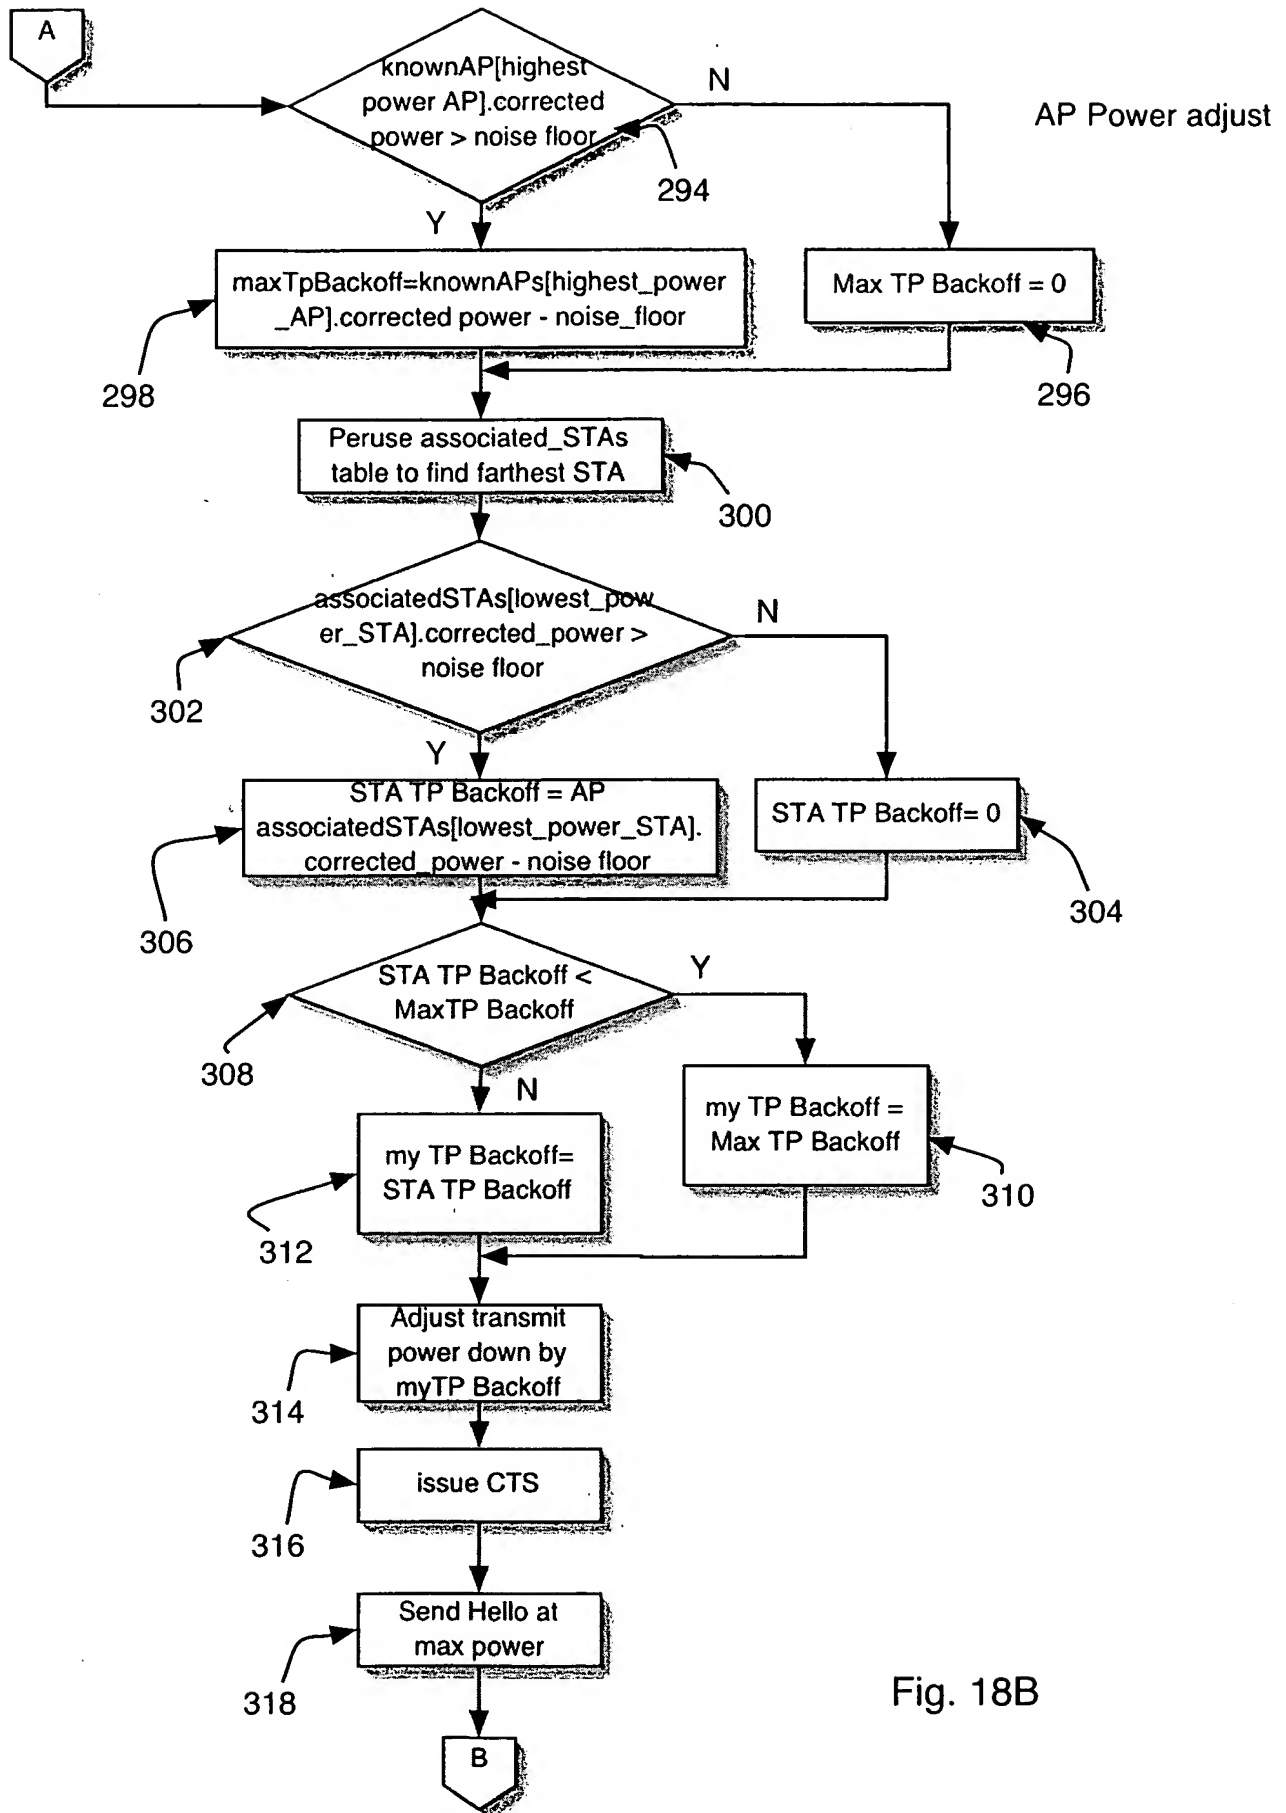 A
knownAP[highest
power AP].corrected
power > noise floor
N
AP Power adjust
294
Y
maxTpBackoff=knownAPs[highest_power
_AP].corrected power - noise_floor
Max TP Backoff = 0
298
296
Peruse associated_STAs
table to find farthest STA
300
associatedSTAs[lowest_pow
er_STA].corrected_power >
noise floor
N
302
Y
STA TP Backoff = AP
associatedSTAs[lowest_power_STA].
corrected_power - noise floor
STA TP Backoff= 0
306
304
STA TP Backoff <
MaxTP Backoff
Y
308
N
my TP Backoff =
Max TP Backoff
my TP Backoff=
STA TP Backoff
310
312
Adjust transmit
power down by
myTP Backoff
314
issue CTS
316
Send Hello at
max power
318
Fig. 18B
B